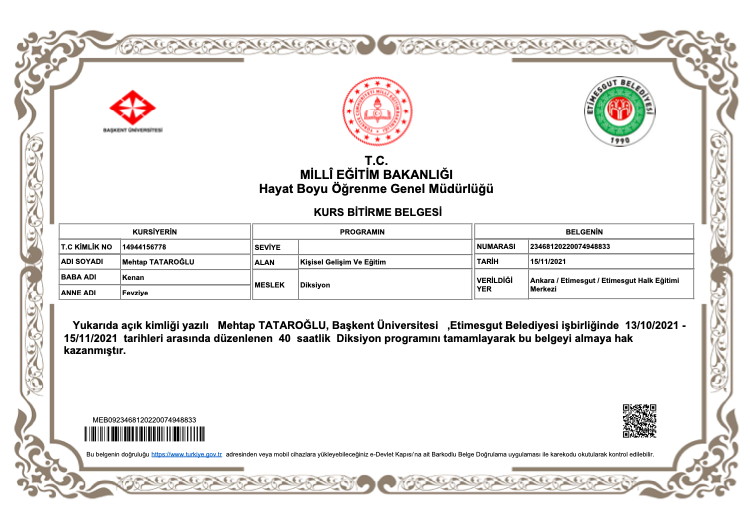 BAŞKENT ÜNİVERSİTESİ
ETİMESGUT BELEDİYESİ
1990
T.C.
MİLLÎ EĞİTİM BAKANLIĞI
Hayat Boyu Öğrenme Genel Müdürlüğü
KURS BİTİRME BELGESİ
KURSİYERİN
T.C KİMLİK NO 14944156778
ADI SOYADI Mehtap TATAROĞLU
BABA ADI Kenan
ANNE ADI Fevziye
PROGRAMIN
SEVİYE
ALAN Kişisel Gelişim Ve Eğitim
MESLEK Diksiyon
BELGENİN
NUMARASI 23468120220074948833
TARİH 15/11/2021
VERİLDİĞİ
YER
Ankara / Etimesgut / Etimesgut Halk Eğitimi
Merkezi
Yukarıda açık kimliği yazılı Mehtap TATAROĞLU, Başkent Üniversitesi ,Etimesgut Belediyesi işbirliğinde 13/10/2021 -
15/11/2021 tarihleri arasında düzenlenen 40 saatlik Diksiyon programını tamamlayarak bu belgeyi almaya hak
kazanmıştır.
MEB0923468120220074948833
Bu belgenin doğruluğu https://www.turkiye.gov.tr adresinden veya mobil cihazlara yükleyebileceğiniz e-Devlet Kapısı'na ait Barkodlu Belge Doğrulama uygulaması ile karekodu okutularak kontrol edilebilir.